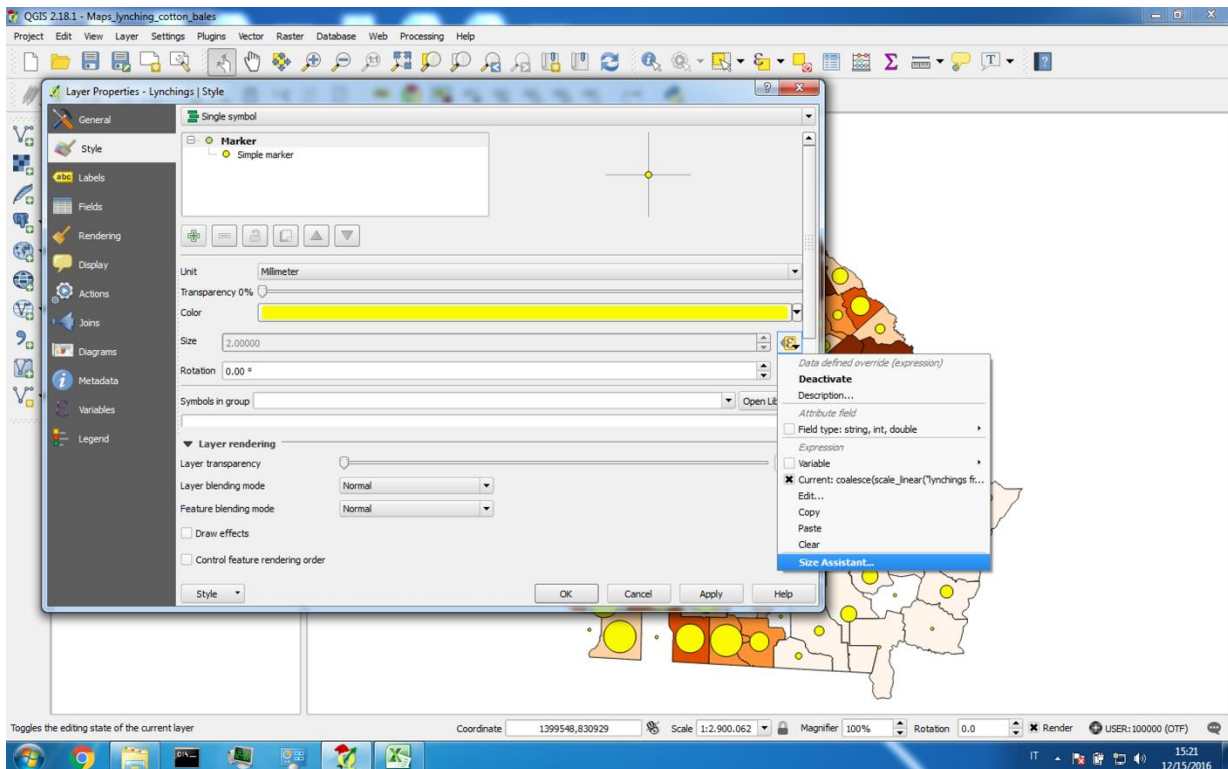 QGIS 2.18.1 - Maps_lynching_cotton_bales
Project Edit View Layer Settings Plugins Vector Raster Database Web Processing Help
Layer Properties - Lynchings | Style
General
Style
Labels
Fields
Rendering
Display
Actions
Joins
Diagrams
Metadata
Variables
Legend
Single symbol
Marker
Simple marker
Unit Millimeter
Transparency 0%
Color
Size 2.00000
Rotation 0.00 °
Symbols in group Open Lib
Layer rendering
Layer transparency
Layer blending mode Normal
Feature blending mode Normal
Draw effects
Control feature rendering order
Style OK Cancel Apply Help
Data defined override (expression)
Deactivate
Description...
Attribute field
Field type: string, int, double
Expression
Variable
Current: coalesce(scale_linear("lynchings fr...
Edit...
Copy
Paste
Clear
Size Assistant...
Toggles the editing state of the current layer Coordinate 1399548,830929 Scale 1:2.900.062 Magnifier 100% Rotation 0.0 Render USER:100000 (OTF)
IT 15:21
12/15/2016